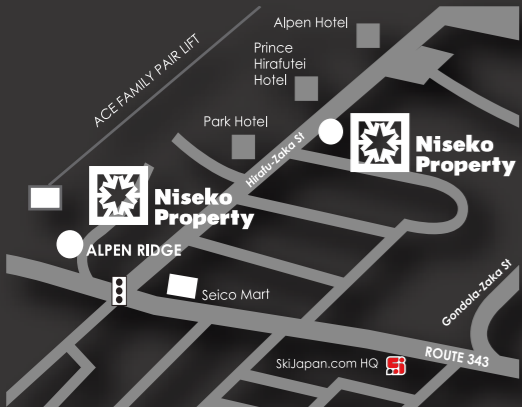 Alpen Hotel
Prince
Hirafutei
Hotel
ACE FAMILY PAIR LIFT
Park Hotel
Hirafu-Zaka St
Niseko
Property
Niseko
Property
ALPEN RIDGE
Seico Mart
Gondola-Zaka St
ROUTE 343
SkiJapan.com HQ